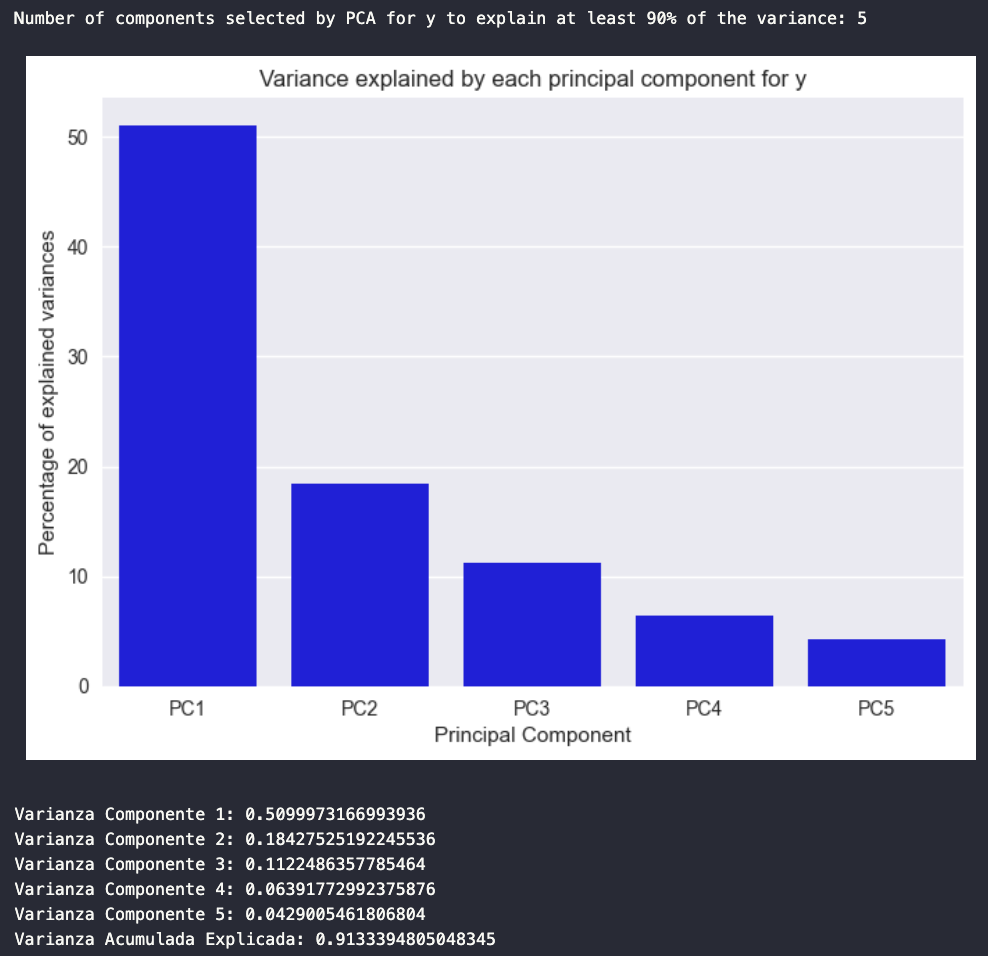 Number of components selected by PCA for y to explain at least 90% of the variance: 5
Variance explained by each principal component for y
Percentage of explained variances
50
40
30
20
10
0
PC1 PC2 PC3 PC4 PC5
Principal Component
Varianza Componente 1: 0.5099973166993936
Varianza Componente 2: 0.18427525192245536
Varianza Componente 3: 0.1122486357785464
Varianza Componente 4: 0.06391772992375876
Varianza Componente 5: 0.0429005461806804
Varianza Acumulada Explicada: 0.9133394805048345